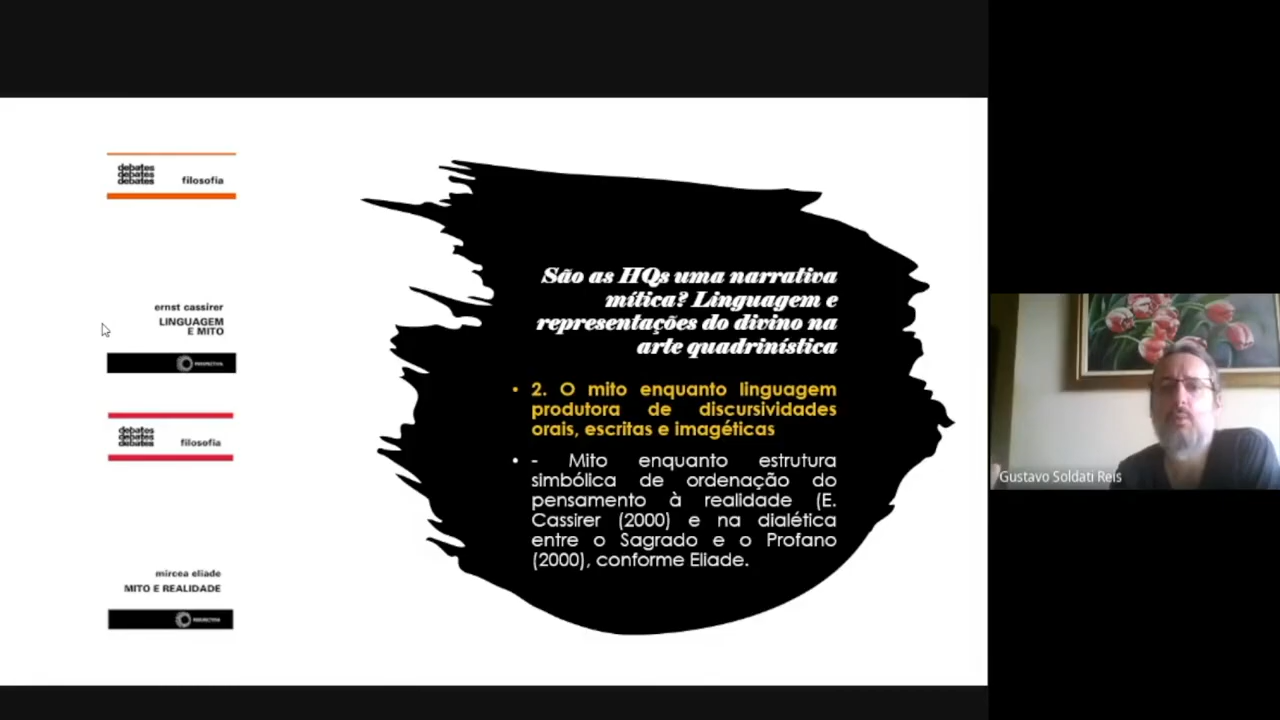 debates
debates
debates
filosofia
ernst cassirer
LINGUAGEM
E MITO
PERSPECTIVA
debates
debates
debates
filosofia
mircea eliade
MITO E REALIDADE
PERSPECTIVA
São as HQs uma narrativa
mítica? Linguagem e
representações do divino na
arte quadrinística
• 2. O mito enquanto linguagem
produtora de discursividades
orais, escritas e imagéticas
• - Mito enquanto estrutura
simbólica de ordenação do
pensamento à realidade (E.
Cassirer (2000) e na dialética
entre o Sagrado e o Profano
(2000), conforme Eliade.
Gustavo Soldati Reis